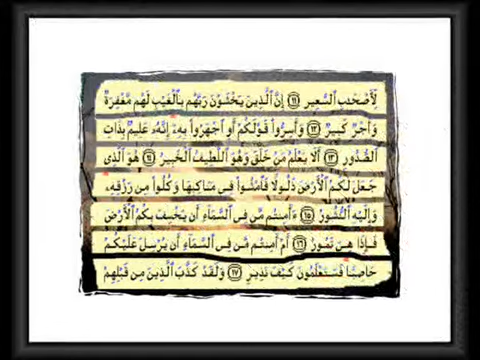 لِّأَصْحَٰبِ ٱلسَّعِيرِ ١١ إِنَّ ٱلَّذِينَ يَخْشَوْنَ رَبَّهُم بِٱلْغَيْبِ لَهُم مَّغْفِرَةٌ
وَأَجْرٌ كَبِيرٌ ١٢ وَأَسِرُّوا۟ قَوْلَكُمْ أَوِ ٱجْهَرُوا۟ بِهِۦٓ إِنَّهُۥ عَلِيمٌۢ بِذَاتِ
ٱلصُّدُورِ ١٣ أَلَا يَعْلَمُ مَنْ خَلَقَ وَهُوَ ٱللَّطِيفُ ٱلْخَبِيرُ ١٤ هُوَ ٱلَّذِى
جَعَلَ لَكُمُ ٱلْأَرْضَ ذَلُولًا فَٱمْشُوا۟ فِى مَنَاكِبِهَا وَكُلُوا۟ مِن رِّزْقِهِۦ
وَإِلَيْهِ ٱلنُّشُورُ ١٥ ءَأَمِنتُم مَّن فِى ٱلسَّمَآءِ أَن يَخْسِفَ بِكُمُ ٱلْأَرْضَ
فَإِذَا هِىَ تَمُورُ ١٦ أَمْ أَمِنتُم مَّن فِى ٱلسَّمَآءِ أَن يُرْسِلَ عَلَيْكُمْ
حَاصِبًا فَسَتَعْلَمُونَ كَيْفَ نَذِيرِ ١٧ وَلَقَدْ كَذَّبَ ٱلَّذِينَ مِن قَبْلِهِمْ